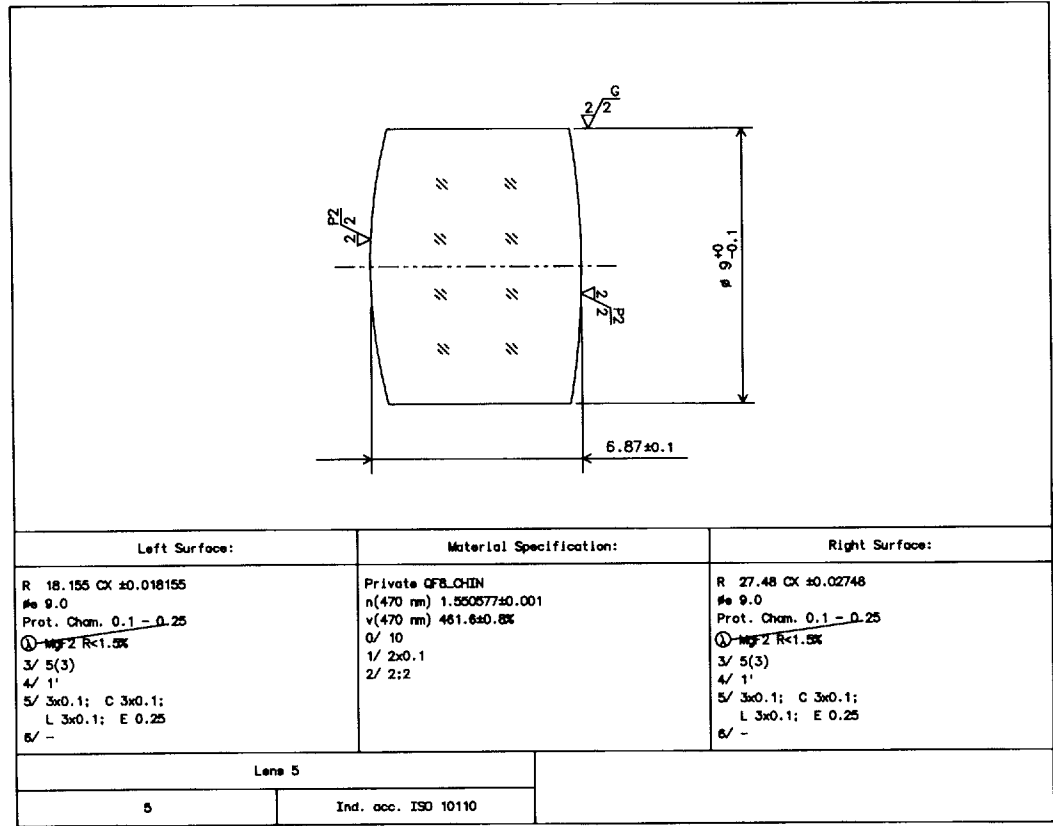 G
2/2
P2
2/2
2/2
P2
ø 9 +0 -0.1
6.87±0.1
Left Surface:
R 18.155 CX ±0.018155
øe 9.0
Prot. Cham. 0.1 - 0.25
λ MgF2 R<1.5%
3/ 5(3)
4/ 1'
5/ 3x0.1; C 3x0.1;
L 3x0.1; E 0.25
6/ -
Material Specification:
Private QF8_CHIN
n(470 nm) 1.550577±0.001
v(470 nm) 461.6±0.8%
0/ 10
1/ 2x0.1
2/ 2;2
Right Surface:
R 27.48 CX ±0.02748
øe 9.0
Prot. Cham. 0.1 - 0.25
λ MgF2 R<1.5%
3/ 5(3)
4/ 1'
5/ 3x0.1; C 3x0.1;
L 3x0.1; E 0.25
6/ -
Lens 5
5
Ind. acc. ISO 10110